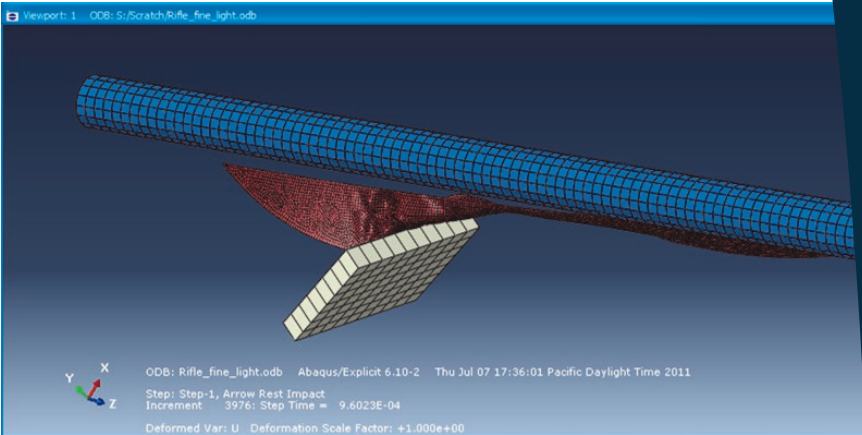 Viewport: 1 ODB: S:/Scratch/Rifle_fine_light.odb
Y X Z
ODB: Rifle_fine_light.odb Abaqus/Explicit 6.10-2 Thu Jul 07 17:36:01 Pacific Daylight Time 2011
Step: Step-1, Arrow Rest Impact
Increment 3976: Step Time = 9.6023E-04
Deformed Var: U Deformation Scale Factor: +1.000e+00